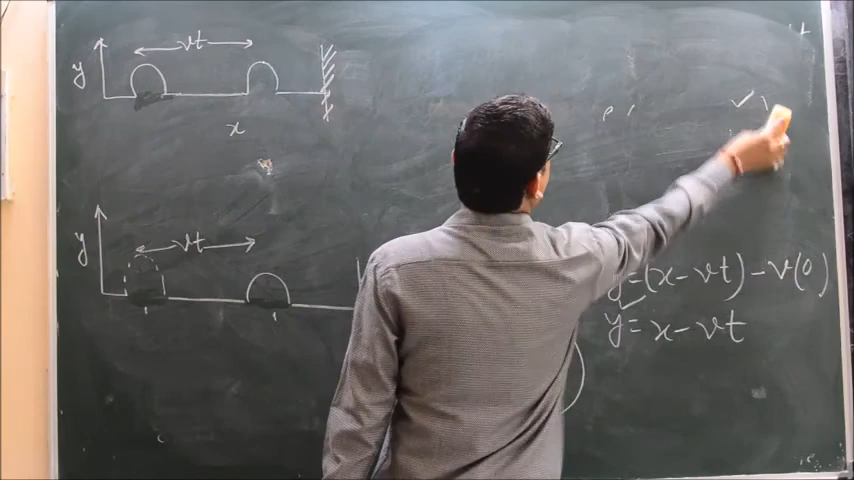 vt
y
x
vt
y
y=(x-vt)-v(0)
y=x-vt